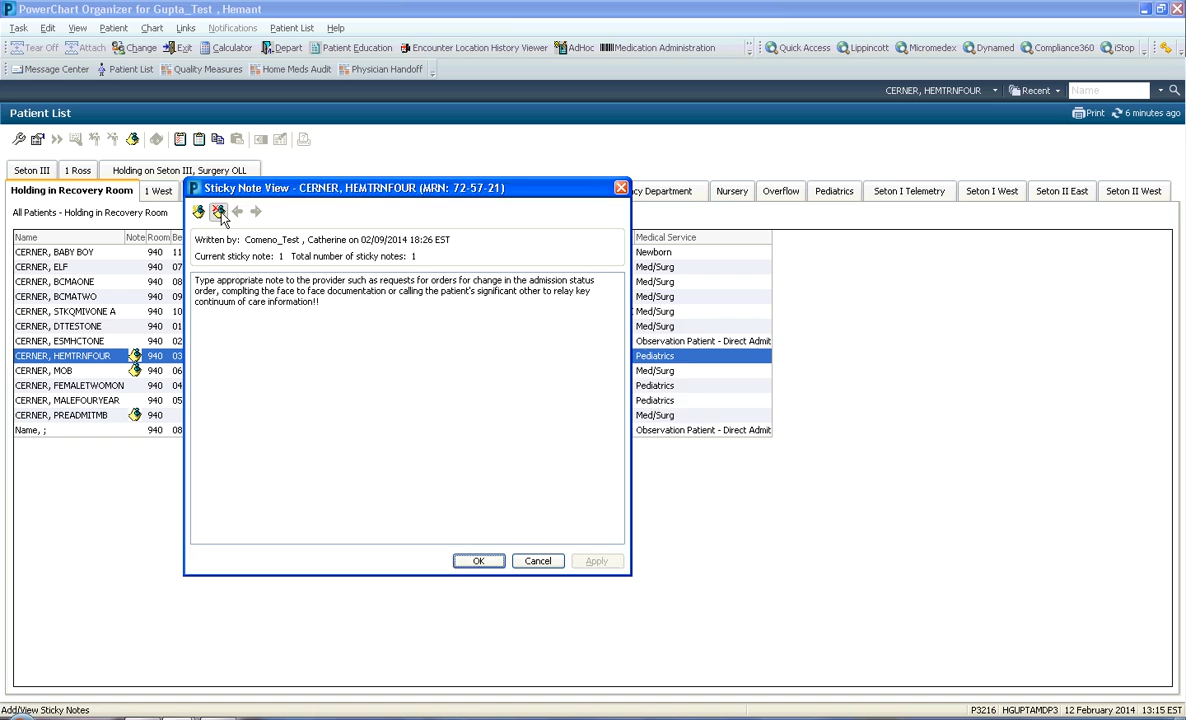 PowerChart Organizer for Gupta_Test , Hemant
Task Edit View Patient Chart Links Notifications Patient List Help
Tear Off Attach Change Exit Calculator Depart Patient Education Encounter Location History Viewer AdHoc Medication Administration Quick Access Lippincott Micromedex Dynamed Compliance360 iStop
Message Center Patient List Quality Measures Home Meds Audit Physician Handoff
CERNER, HEMTRNFOUR Recent Name
Patient List Print 6 minutes ago
Seton III 1 Ross Holding on Seton III, Surgery OLL
Holding in Recovery Room 1 West cy Department Nursery Overflow Pediatrics Seton I Telemetry Seton I West Seton II East Seton II West
All Patients - Holding in Recovery Room
Name Note Room Be Medical Service
CERNER, BABY BOY 940 11 Newborn
CERNER, ELF 940 07 Med/Surg
CERNER, BCMAONE 940 08 Med/Surg
CERNER, BCMATWO 940 09 Med/Surg
CERNER, STKQMIVONE A 940 10 Med/Surg
CERNER, DTTESTONE 940 01 Med/Surg
CERNER, ESMHCTONE 940 02 Observation Patient - Direct Admit
CERNER, HEMTRNFOUR 940 03 Pediatrics
CERNER, MOB 940 06 Med/Surg
CERNER, FEMALETWOMON 940 04 Pediatrics
CERNER, MALEFOURYEAR 940 05 Pediatrics
CERNER, PREADMITMB 940 Med/Surg
Name, ; 940 08 Observation Patient - Direct Admit
Sticky Note View - CERNER, HEMTRNFOUR (MRN: 72-57-21)
Written by: Comeno_Test , Catherine on 02/09/2014 18:26 EST
Current sticky note: 1 Total number of sticky notes: 1
Type appropriate note to the provider such as requests for orders for change in the admission status
order, complting the face to face documentation or calling the patient's significant other to relay key
continuum of care information!!
OK Cancel Apply
Add/View Sticky Notes P3216 HGUPTAMDP3 12 February 2014 13:15 EST